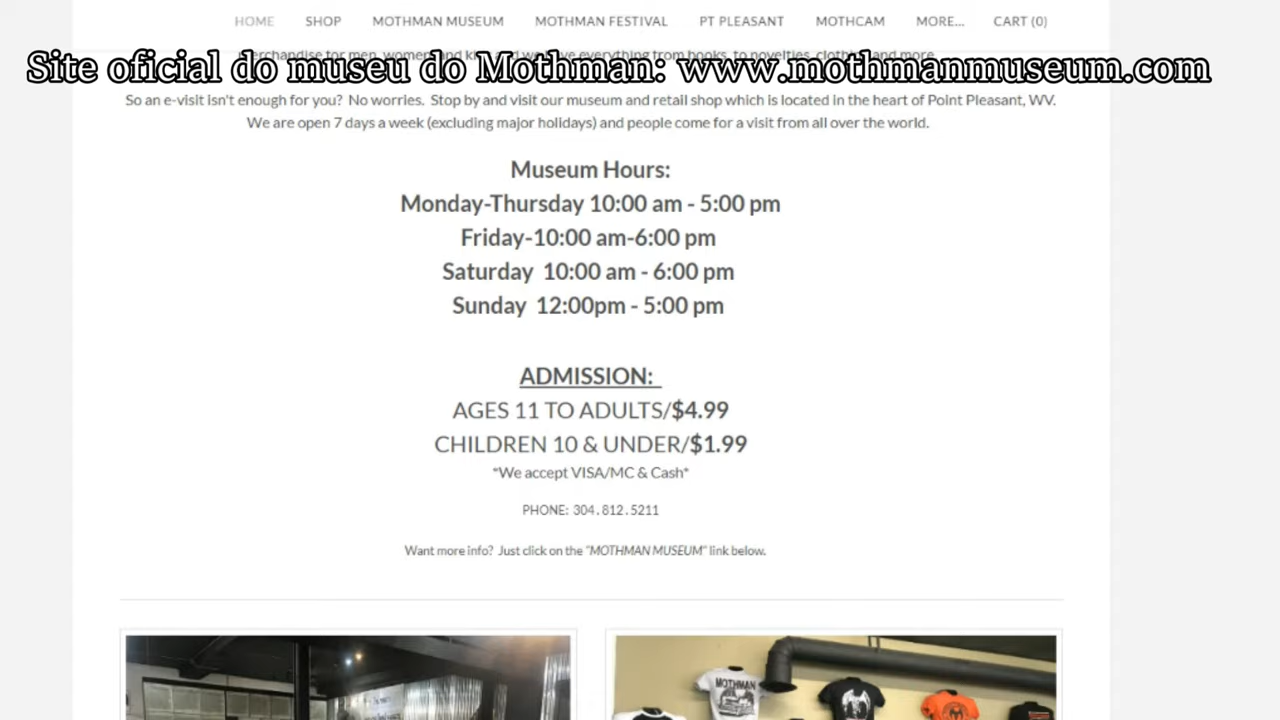 HOME SHOP MOTHMAN MUSEUM MOTHMAN FESTIVAL PT PLEASANT MOTHCAM MORE... CART (0)
Site oficial do museu do Mothman: www.mothmanmuseum.com
So an e-visit isn't enough for you? No worries. Stop by and visit our museum and retail shop which is located in the heart of Point Pleasant, WV.
We are open 7 days a week (excluding major holidays) and people come for a visit from all over the world.
Museum Hours:
Monday-Thursday 10:00 am - 5:00 pm
Friday-10:00 am-6:00 pm
Saturday 10:00 am - 6:00 pm
Sunday 12:00pm - 5:00 pm
ADMISSION:
AGES 11 TO ADULTS/$4.99
CHILDREN 10 & UNDER/$1.99
*We accept VISA/MC & Cash*
PHONE: 304.812.5211
Want more info? Just click on the "MOTHMAN MUSEUM" link below.
MOTHMAN